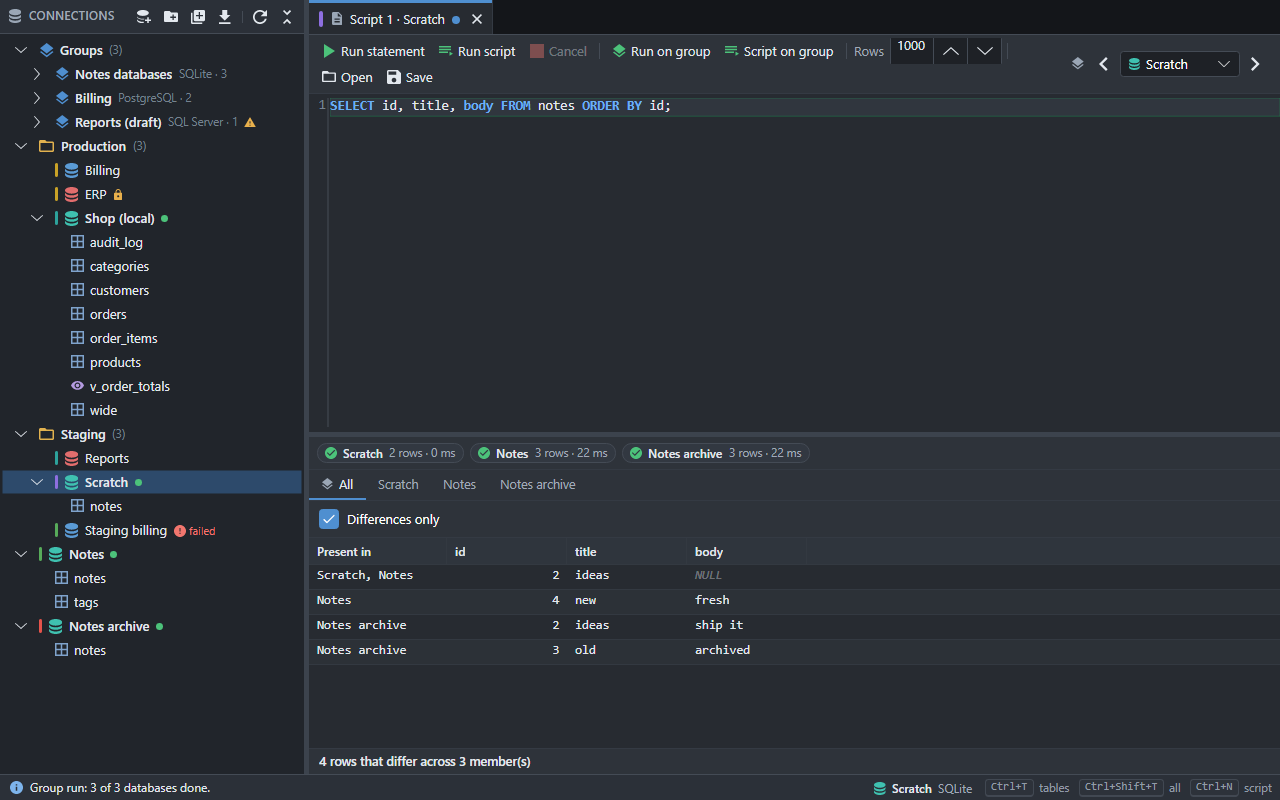 CONNECTIONS
Groups (3)
Notes databases SQLite · 3
Billing PostgreSQL · 2
Reports (draft) SQL Server · 1
Production (3)
Billing
ERP
Shop (local)
audit_log
categories
customers
orders
order_items
products
v_order_totals
wide
Staging (3)
Reports
Scratch
notes
Staging billing failed
Notes
notes
tags
Notes archive
notes
Script 1 · Scratch
Run statement Run script Cancel Run on group Script on group Rows 1000
Open Save
Scratch
1 SELECT id, title, body FROM notes ORDER BY id;
Scratch 2 rows · 0 ms Notes 3 rows · 22 ms Notes archive 3 rows · 22 ms
All Scratch Notes Notes archive
Differences only
Present in id title body
Scratch, Notes 2 ideas NULL
Notes 4 new fresh
Notes archive 2 ideas ship it
Notes archive 3 old archived
4 rows that differ across 3 member(s)
Group run: 3 of 3 databases done.
Scratch SQLite Ctrl+T tables Ctrl+Shift+T all Ctrl+N script